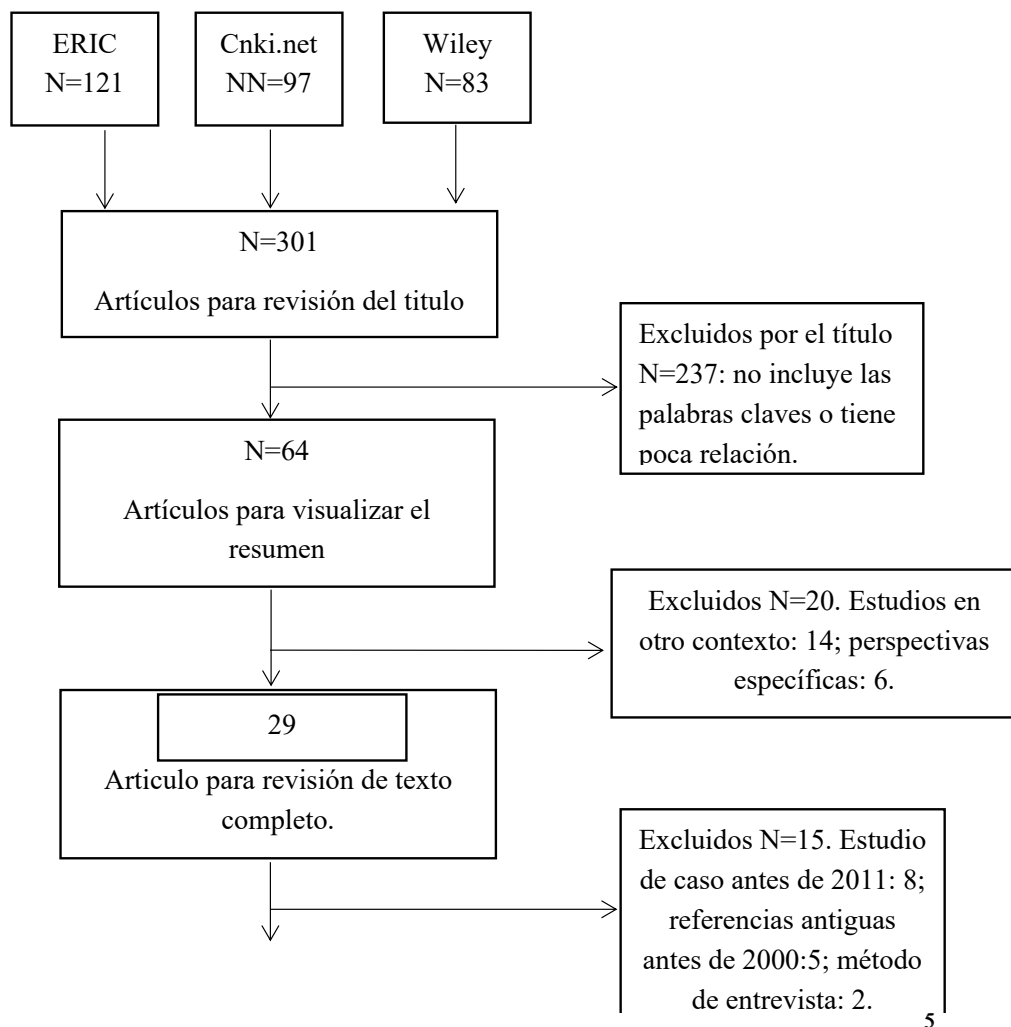 ERIC
N=121
Cnki.net
NN=97
Wiley
N=83
N=301
Artículos para revisión del titulo
Excluidos por el título
N=237: no incluye las
palabras claves o tiene
poca relación.
N=64
Artículos para visualizar el
resumen
Excluidos N=20. Estudios en
otro contexto: 14; perspectivas
específicas: 6.
29
Articulo para revisión de texto
completo.
Excluidos N=15. Estudio
de caso antes de 2011: 8;
referencias antiguas
antes de 2000:5; método
de entrevista: 2.
5